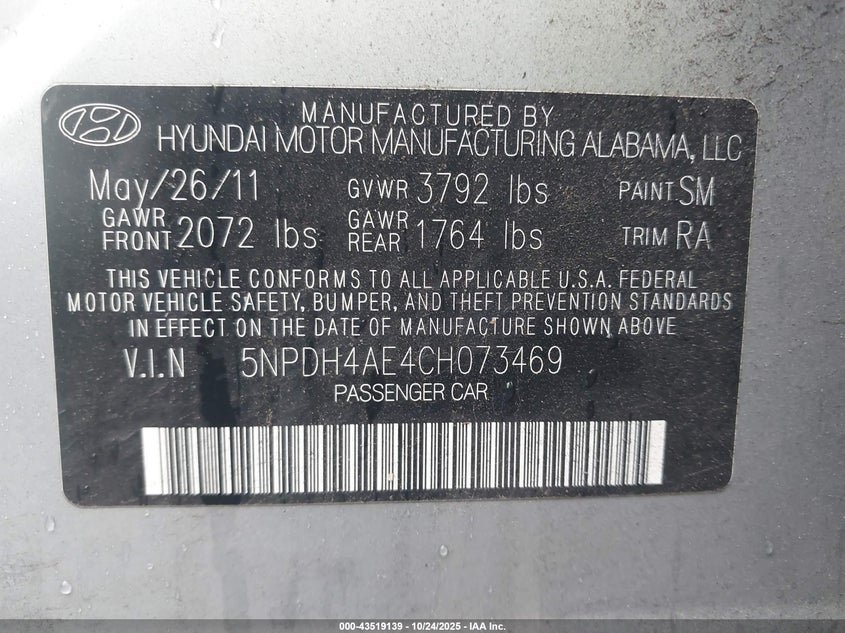 MANUFACTURED BY
HYUNDAI MOTOR MANUFACTURING ALABAMA, LLC
May/26/11 GVWR 3792 lbs PAINT SM
GAWR FRONT 2072 lbs GAWR REAR 1764 lbs TRIM RA
THIS VEHICLE CONFORMS TO ALL APPLICABLE U.S.A. FEDERAL
MOTOR VEHICLE SAFETY, BUMPER, AND THEFT PREVENTION STANDARDS
IN EFFECT ON THE DATE OF MANUFACTURE SHOWN ABOVE.
V.I.N 5NPDH4AE4CH073469
PASSENGER CAR
000-43519139 - 10/24/2025 - IAA Inc.